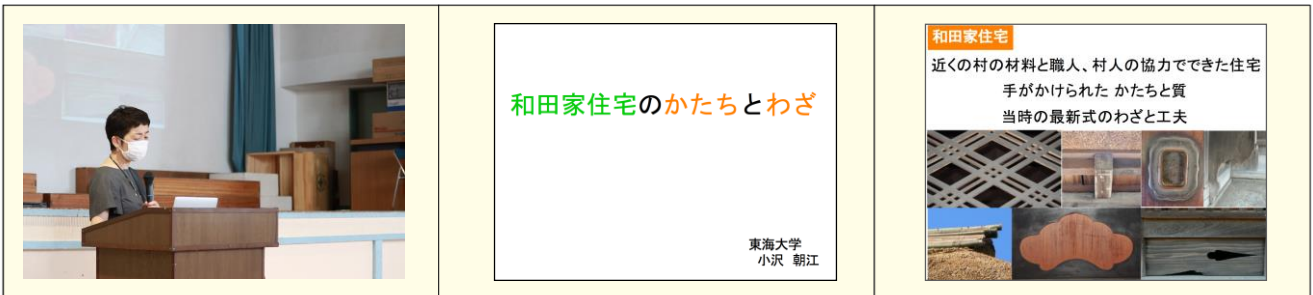 和田家住宅のかたちとわざ
東海大学
小沢 朝江
和田家住宅
近くの村の材料と職人、村人の協力でできた住宅
手がかけられた かたちと質
当時の最新式のわざと工夫